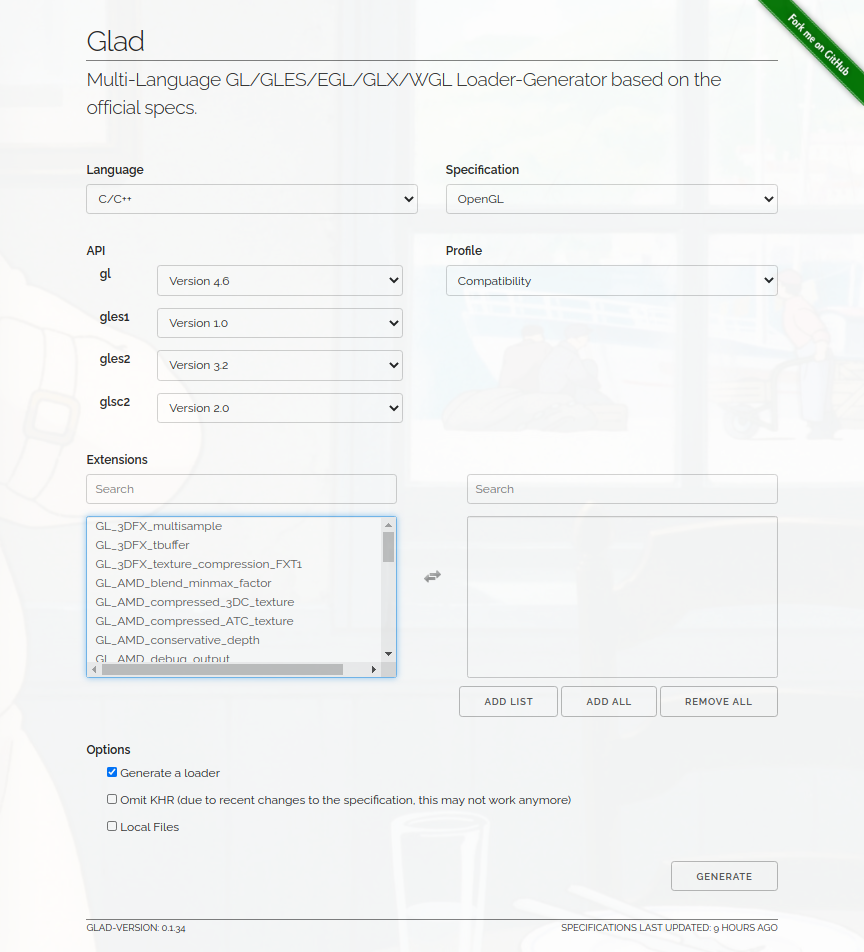 Fork me on GitHub
Glad
Multi-Language GL/GLES/EGL/GLX/WGL Loader-Generator based on the
official specs.
Language
Specification
C/C++
OpenGL
API
Profile
gl
Version 4.6
Compatibility
gles1
Version 1.0
gles2
Version 3.2
glsc2
Version 2.0
Extensions
Search
Search
GL_3DFX_multisample
GL_3DFX_tbuffer
GL_3DFX_texture_compression_FXT1
GL_AMD_blend_minmax_factor
GL_AMD_compressed_3DC_texture
GL_AMD_compressed_ATC_texture
GL_AMD_conservative_depth
GL_AMD_debug_output
ADD LIST
ADD ALL
REMOVE ALL
Options
Generate a loader
Omit KHR (due to recent changes to the specification, this may not work anymore)
Local Files
GENERATE
GLAD-VERSION: 0.1.34
SPECIFICATIONS LAST UPDATED: 9 HOURS AGO